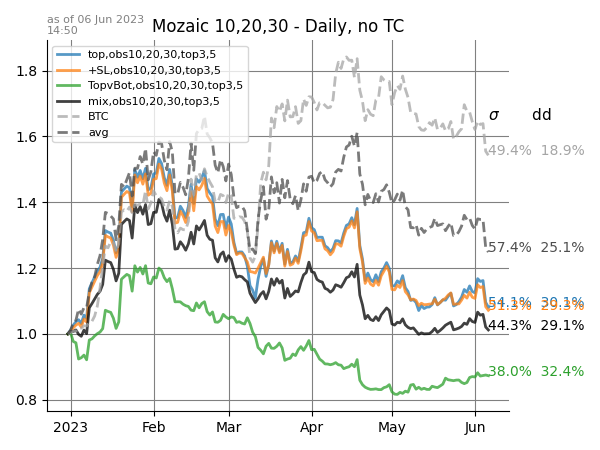 as of 06 Jun 2023
14:50
Mozaic 10,20,30 - Daily, no TC
top,obs10,20,30,top3,5
+SL,obs10,20,30,top3,5
TopvBot,obs10,20,30,top3,5
mix,obs10,20,30,top3,5
BTC
avg
σ dd
49.4% 18.9%
57.4% 25.1%
54.1% 30.1%
44.3% 29.1%
38.0% 32.4%
1.8
1.6
1.4
1.2
1.0
0.8
2023 Feb Mar Apr May Jun